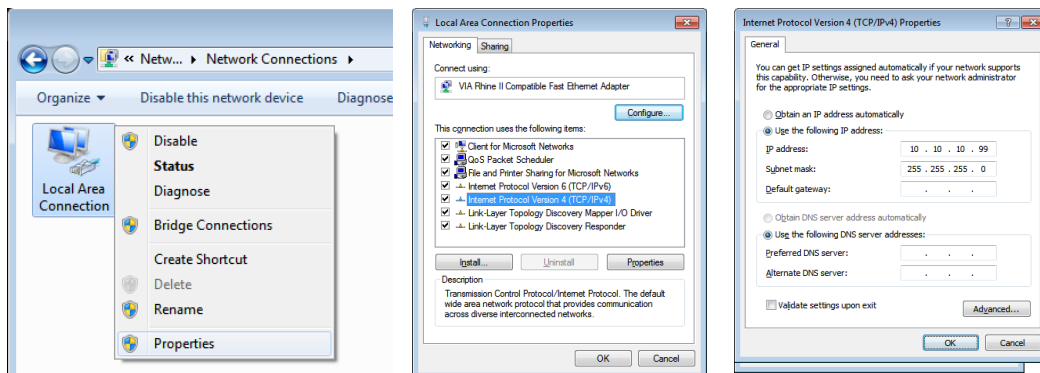 « Netw... ▸ Network Connections ▸
Organize ▾ Disable this network device Diagnose
Local Area
Connection
Disable
Status
Diagnose
Bridge Connections
Create Shortcut
Delete
Rename
Properties
Local Area Connection Properties
Networking Sharing
Connect using:
VIA Rhine II Compatible Fast Ethernet Adapter
Configure...
This connection uses the following items:
Client for Microsoft Networks
QoS Packet Scheduler
File and Printer Sharing for Microsoft Networks
Internet Protocol Version 6 (TCP/IPv6)
Internet Protocol Version 4 (TCP/IPv4)
Link-Layer Topology Discovery Mapper I/O Driver
Link-Layer Topology Discovery Responder
Install... Uninstall Properties
Description
Transmission Control Protocol/Internet Protocol. The default
wide area network protocol that provides communication
across diverse interconnected networks.
OK Cancel
Internet Protocol Version 4 (TCP/IPv4) Properties
General
You can get IP settings assigned automatically if your network supports
this capability. Otherwise, you need to ask your network administrator
for the appropriate IP settings.
Obtain an IP address automatically
Use the following IP address:
IP address: 10 . 10 . 10 . 99
Subnet mask: 255 . 255 . 255 . 0
Default gateway: . . .
Obtain DNS server address automatically
Use the following DNS server addresses:
Preferred DNS server: . . .
Alternate DNS server: . . .
Validate settings upon exit Advanced...
OK Cancel